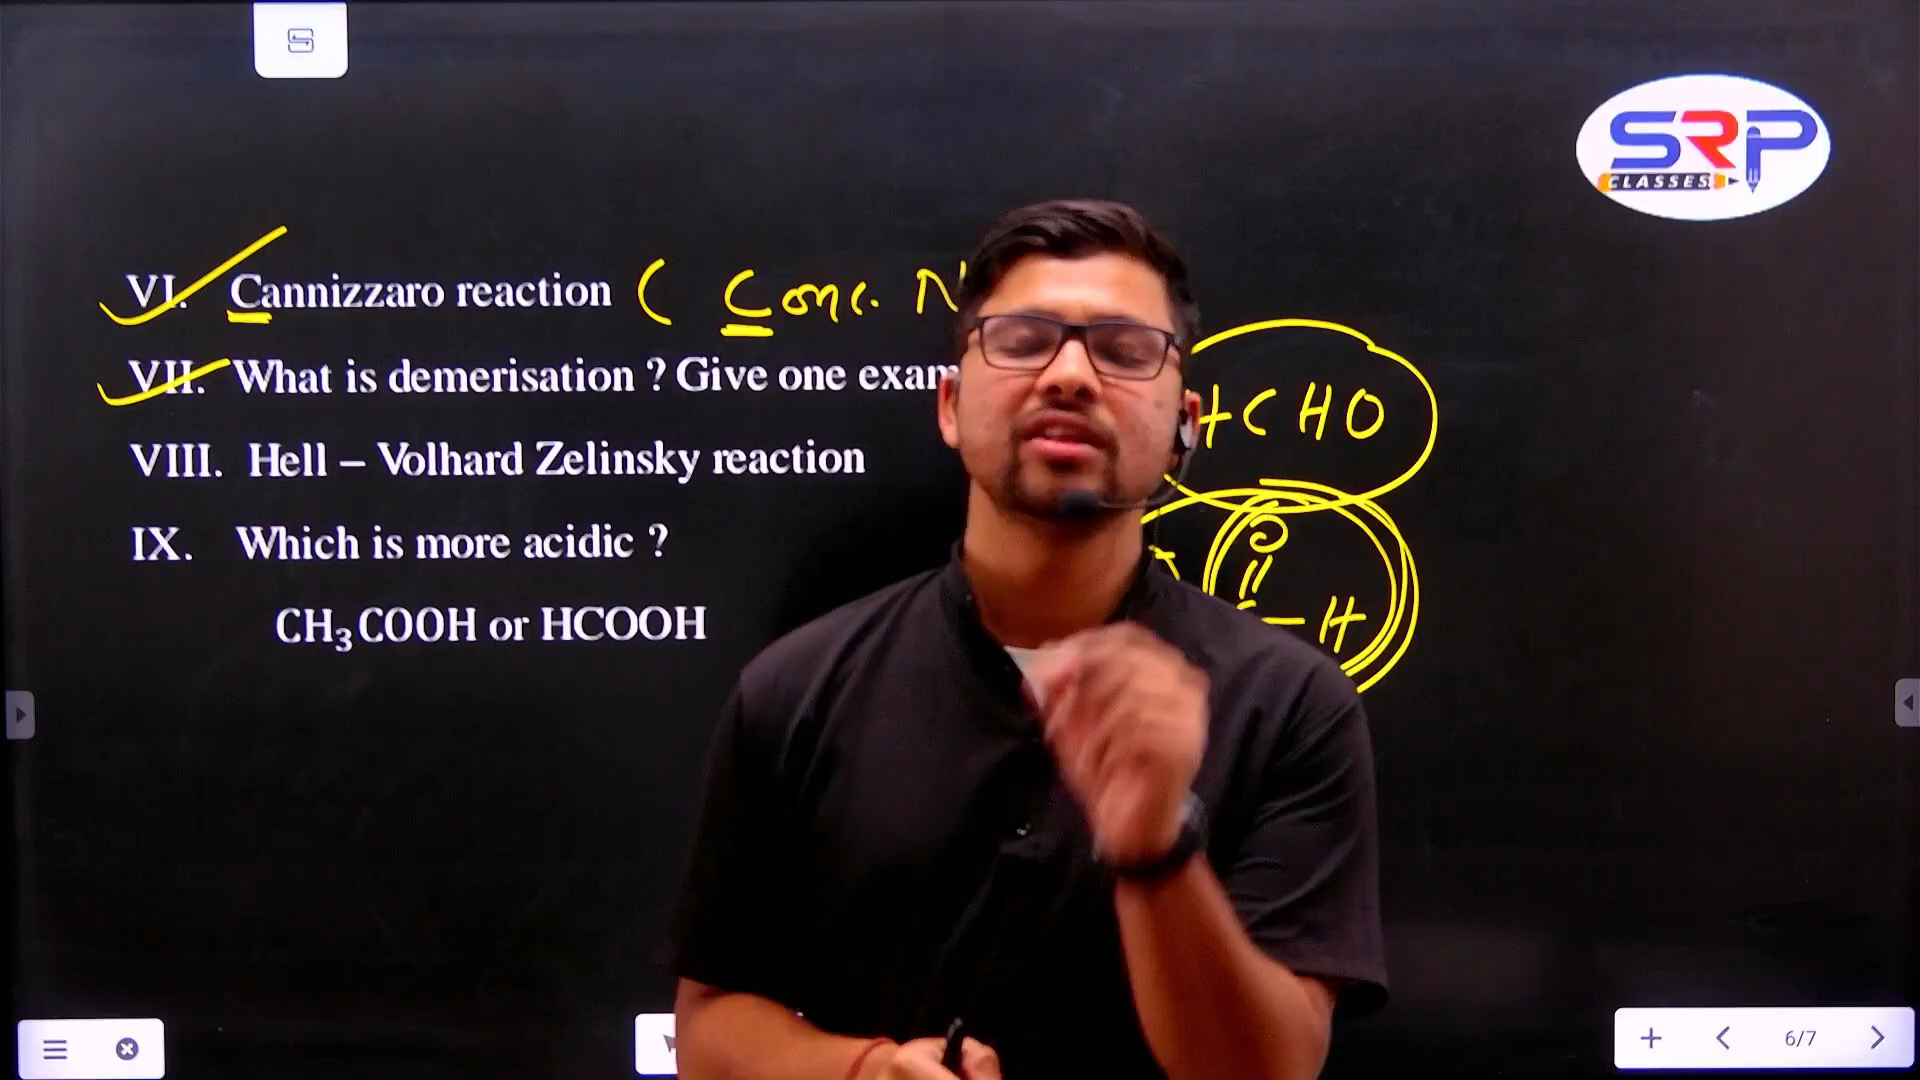 SRP
CLASSES
VI. Cannizzaro reaction ( Conc. N
VII. What is demerisation ? Give one exam
HCHO
VIII. Hell – Volhard Zelinsky reaction
O
IX. Which is more acidic ?
– H
CH₃COOH or HCOOH
6/7